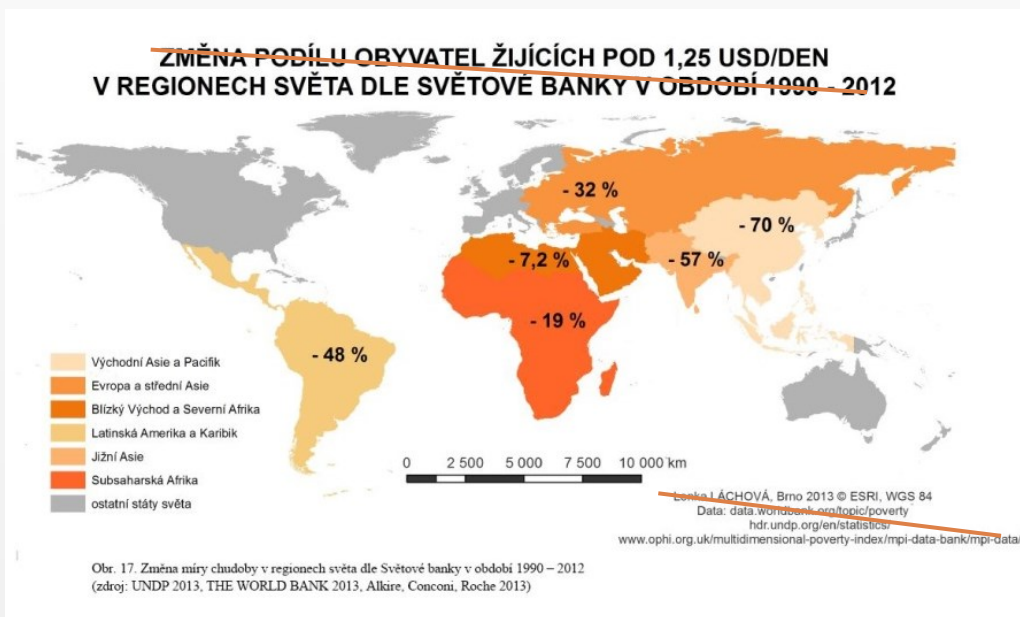 ZMĚNA PODÍLU OBYVATEL ŽIJÍCÍCH POD 1,25 USD/DEN
V REGIONECH SVĚTA DLE SVĚTOVÉ BANKY V OBDOBÍ 1990 - 2012
- 32 %
- 70 %
- 7,2 %
- 57 %
- 19 %
- 48 %
Východní Asie a Pacifik
Evropa a střední Asie
Blízký Východ a Severní Afrika
Latinská Amerika a Karibik
Jižní Asie
Subsaharská Afrika
ostatní státy světa
0 2 500 5 000 7 500 10 000 km
Lenka LÁCHOVÁ, Brno 2013 © ESRI, WGS 84
Data: data.worldbank.org/topic/poverty
hdr.undp.org/en/statistics/
www.ophi.org.uk/multidimensional-poverty-index/mpi-data-bank/mpi-data/
Obr. 17. Změna míry chudoby v regionech světa dle Světové banky v období 1990 – 2012
(zdroj: UNDP 2013, THE WORLD BANK 2013, Alkire, Conconi, Roche 2013)